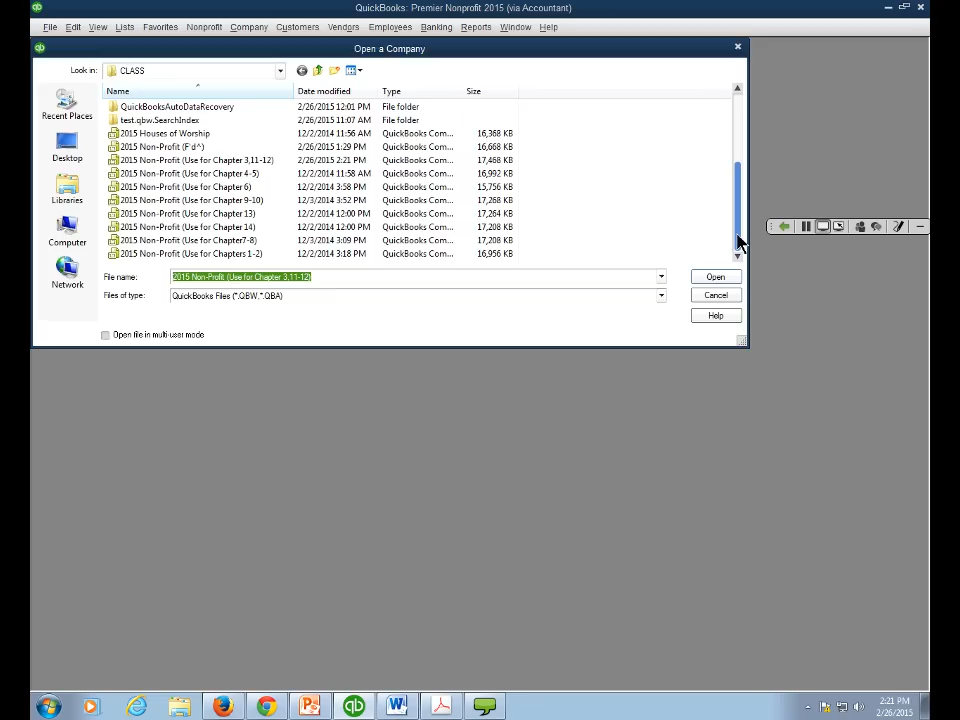 QuickBooks: Premier Nonprofit 2015 (via Accountant)
File Edit View Lists Favorites Nonprofit Company Customers Vendors Employees Banking Reports Window Help
qb Open a Company
Look in: CLASS
Name Date modified Type Size
QuickBooksAutoDataRecovery 2/26/2015 12:01 PM File folder
test.qbw.SearchIndex 2/26/2015 11:07 AM File folder
2015 Houses of Worship 12/2/2014 11:56 AM QuickBooks Com... 16,368 KB
2015 Non-Profit (F'd^) 2/26/2015 1:29 PM QuickBooks Com... 16,668 KB
2015 Non-Profit (Use for Chapter 3,11-12) 2/26/2015 2:21 PM QuickBooks Com... 17,468 KB
2015 Non-Profit (Use for Chapter 4-5) 12/2/2014 11:58 AM QuickBooks Com... 16,992 KB
2015 Non-Profit (Use for Chapter 6) 12/2/2014 3:58 PM QuickBooks Com... 15,756 KB
2015 Non-Profit (Use for Chapter 9-10) 12/3/2014 3:52 PM QuickBooks Com... 17,268 KB
2015 Non-Profit (Use for Chapter 13) 12/2/2014 12:00 PM QuickBooks Com... 17,264 KB
2015 Non-Profit (Use for Chapter 14) 12/2/2014 12:00 PM QuickBooks Com... 17,208 KB
2015 Non-Profit (Use for Chapter7-8) 12/3/2014 3:09 PM QuickBooks Com... 17,208 KB
2015 Non-Profit (Use for Chapters 1-2) 12/2/2014 3:18 PM QuickBooks Com... 16,956 KB
Recent Places
Desktop
Libraries
Computer
Network
File name: 2015 Non-Profit (Use for Chapter 3,11-12) Open
Files of type: QuickBooks Files (*.QBW,*.QBA) Cancel
Help
Open file in multi-user mode
2:21 PM
2/26/2015